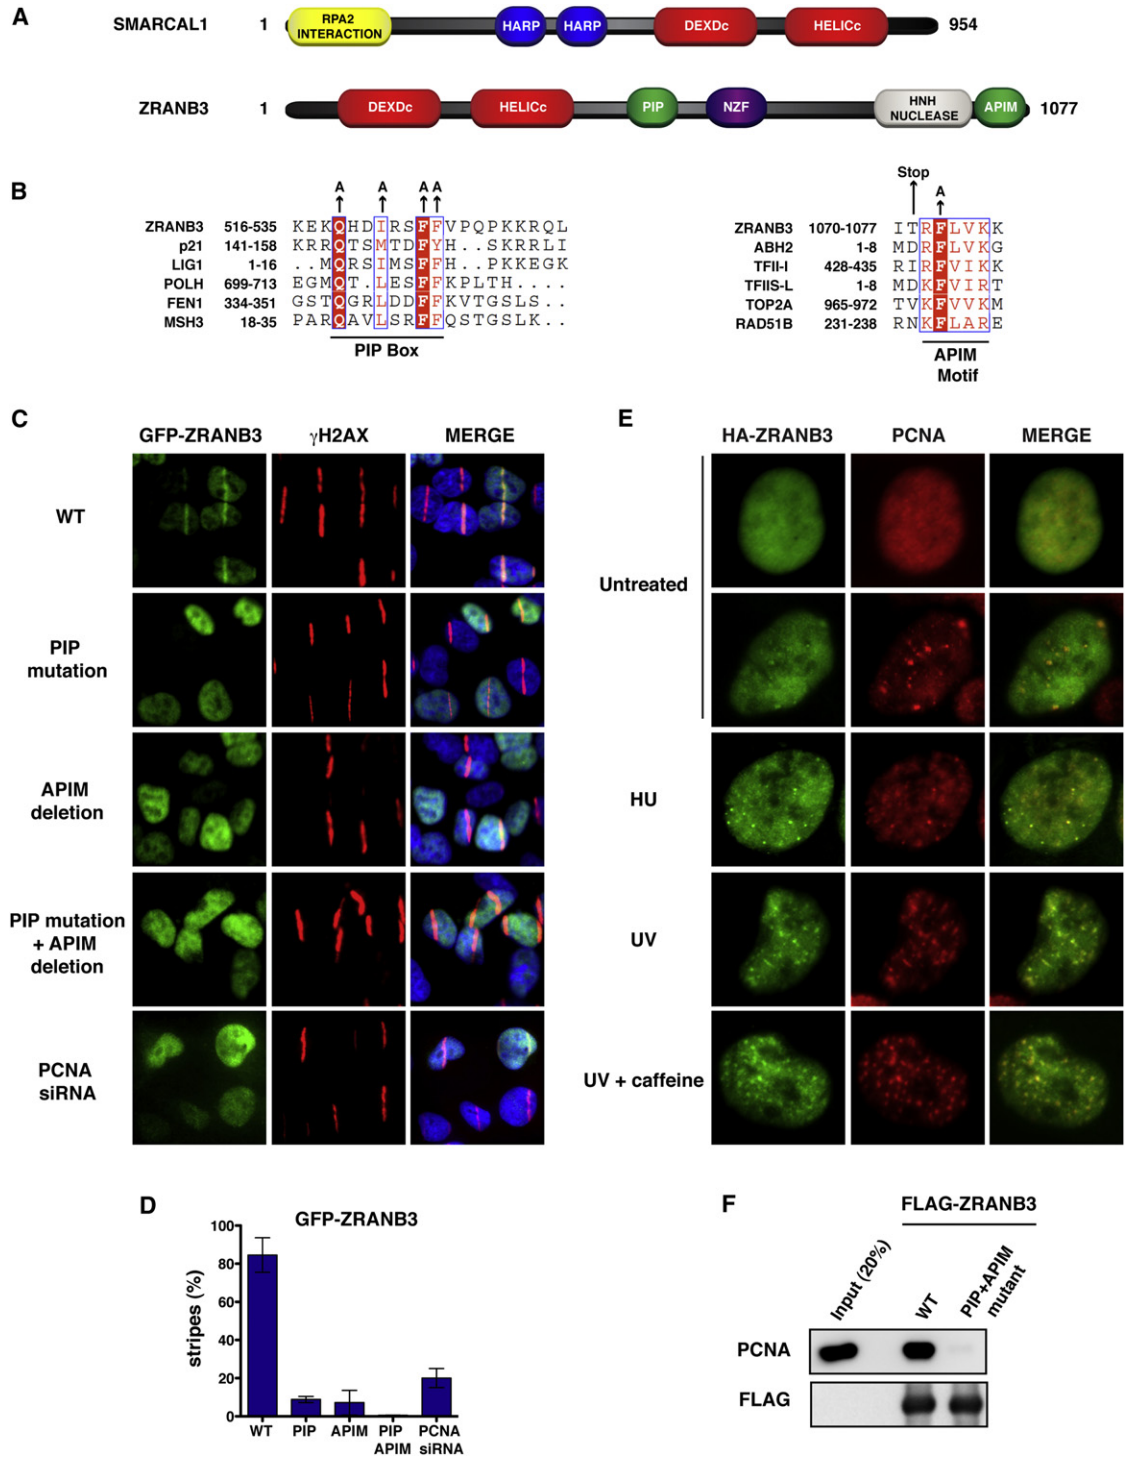 A
SMARCAL1 1 RPA2 INTERACTION HARP HARP DEXDc HELICc 954
ZRANB3 1 DEXDc HELICc PIP NZF HNH NUCLEASE APIM 1077
B
A A A A
ZRANB3 516-535 KEKQHDIRSFFVPQPKKRQL
p21 141-158 KRRQTSMTDFYH..SKRRLI
LIG1 1-16 ..MQRSIMSFFH..PKKEGK
POLH 699-713 EGMQT.LESFFKPLTH....
FEN1 334-351 GSTQGRLDDFFKVTGSLS..
MSH3 18-35 PARQAVLSRFFQSTGSLK..
PIP Box
Stop
A
ZRANB3 1070-1077 ITRFLVKK
ABH2 1-8 MDRFLVKG
TFII-I 428-435 RIRFVIKK
TFIIS-L 1-8 MDKFVIRT
TOP2A 965-972 TVKFVVKM
RAD51B 231-238 RNKFLARE
APIM
Motif
C
GFP-ZRANB3 γH2AX MERGE
WT
PIP
mutation
APIM
deletion
PIP mutation
+ APIM
deletion
PCNA
siRNA
E
HA-ZRANB3 PCNA MERGE
Untreated
HU
UV
UV + caffeine
D
GFP-ZRANB3
stripes (%)
100
80
60
40
20
0
WT PIP APIM PIP APIM PCNA siRNA
F
FLAG-ZRANB3
Input (20%) WT PIP+APIM mutant
PCNA
FLAG